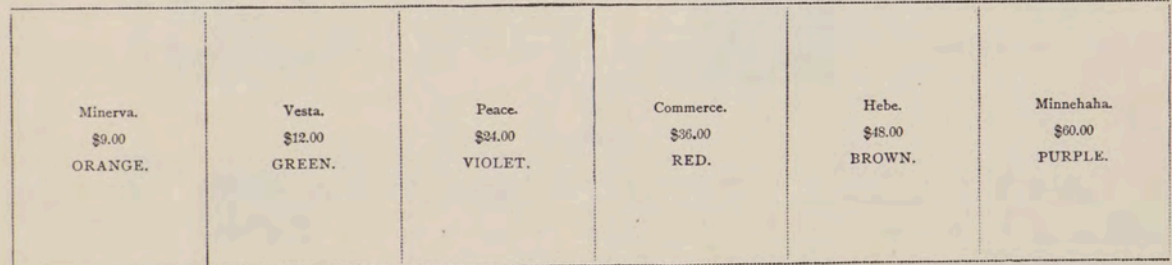 Minerva.
$9.00
ORANGE.
Vesta.
$12.00
GREEN.
Peace.
$24.00
VIOLET.
Commerce.
$36.00
RED.
Hebe.
$48.00
BROWN.
Minnehaha.
$60.00
PURPLE.